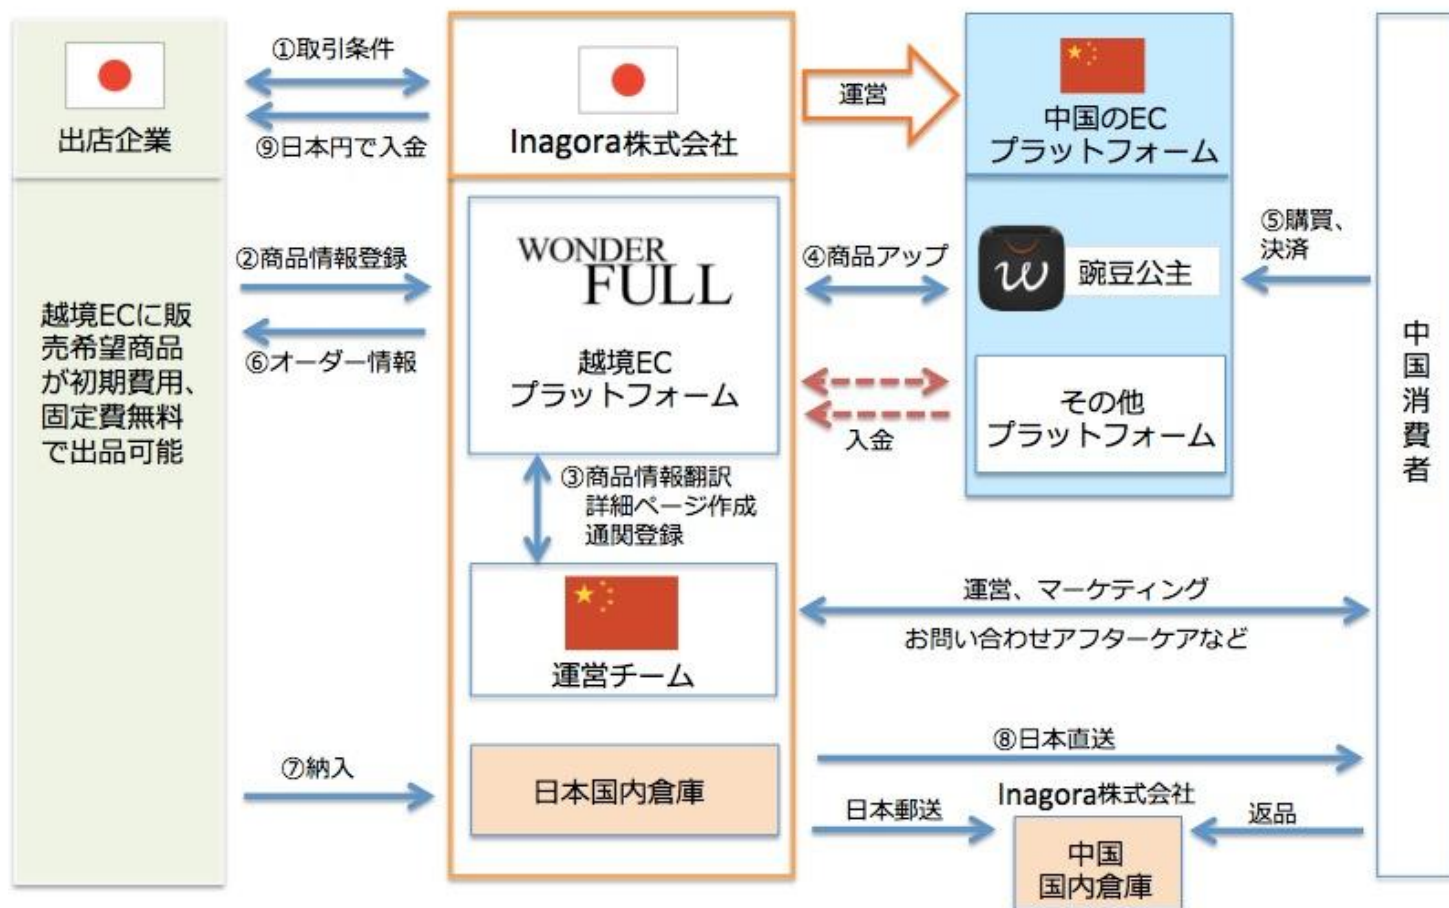 ①取引条件
出店企業
⑨日本円で入金
Inagora株式会社
運営
中国のEC
プラットフォーム
越境ECに販
売希望商品
が初期費用、
固定費無料
で出品可能
②商品情報登録
⑥オーダー情報
WONDER
FULL
越境EC
プラットフォーム
④商品アップ
w
豌豆公主
⑤購買、
決済
入金
その他
プラットフォーム
中国消費者
③商品情報翻訳
詳細ページ作成
通関登録
運営チーム
運営、マーケティング
お問い合わせアフターケアなど
⑦納入
日本国内倉庫
⑧日本直送
日本郵送
Inagora株式会社
返品
中国
国内倉庫